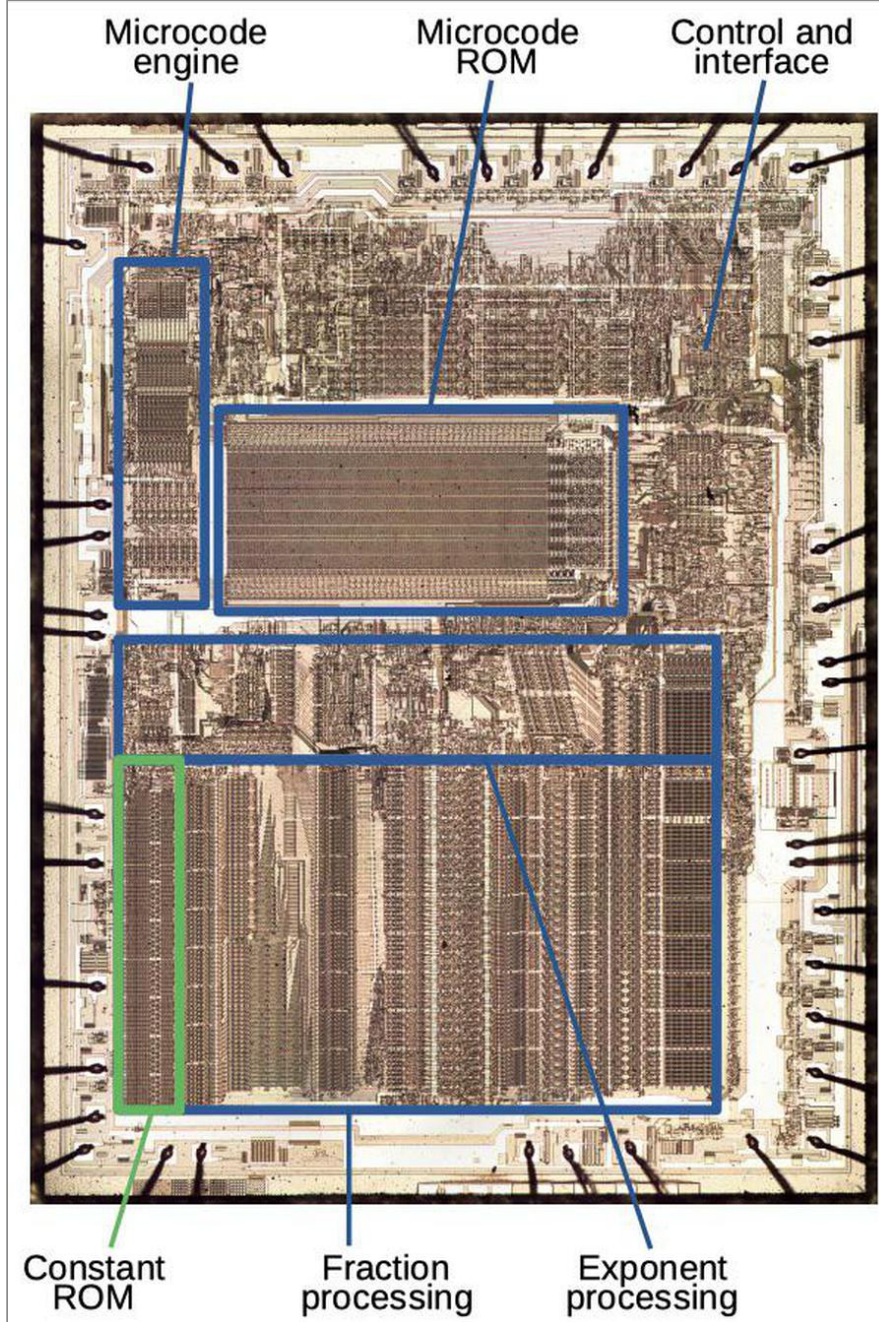 Microcode
engine
Microcode
ROM
Control and
interface
Constant
ROM
Fraction
processing
Exponent
processing